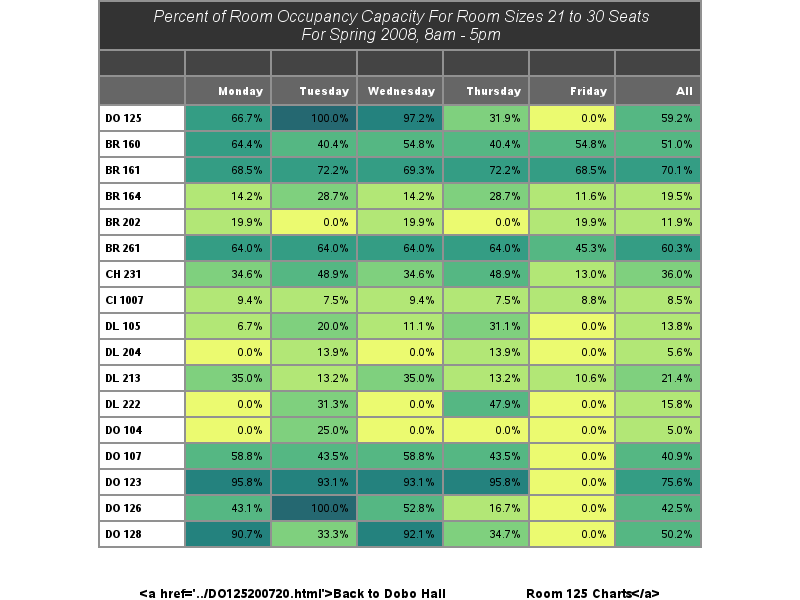 Percent of Room Occupancy Capacity For Room Sizes 21 to 30 Seats
For Spring 2008, 8am - 5pm
Monday Tuesday Wednesday Thursday Friday All
DO 125 66.7% 100.0% 97.2% 31.9% 0.0% 59.2%
BR 160 64.4% 40.4% 54.8% 40.4% 54.8% 51.0%
BR 161 68.5% 72.2% 69.3% 72.2% 68.5% 70.1%
BR 164 14.2% 28.7% 14.2% 28.7% 11.6% 19.5%
BR 202 19.9% 0.0% 19.9% 0.0% 19.9% 11.9%
BR 261 64.0% 64.0% 64.0% 64.0% 45.3% 60.3%
CH 231 34.6% 48.9% 34.6% 48.9% 13.0% 36.0%
CI 1007 9.4% 7.5% 9.4% 7.5% 8.8% 8.5%
DL 105 6.7% 20.0% 11.1% 31.1% 0.0% 13.8%
DL 204 0.0% 13.9% 0.0% 13.9% 0.0% 5.6%
DL 213 35.0% 13.2% 35.0% 13.2% 10.6% 21.4%
DL 222 0.0% 31.3% 0.0% 47.9% 0.0% 15.8%
DO 104 0.0% 25.0% 0.0% 0.0% 0.0% 5.0%
DO 107 58.8% 43.5% 58.8% 43.5% 0.0% 40.9%
DO 123 95.8% 93.1% 93.1% 95.8% 0.0% 75.6%
DO 126 43.1% 100.0% 52.8% 16.7% 0.0% 42.5%
DO 128 90.7% 33.3% 92.1% 34.7% 0.0% 50.2%
<a href='../DO125200720.html'>Back to Dobo Hall Room 125 Charts</a>